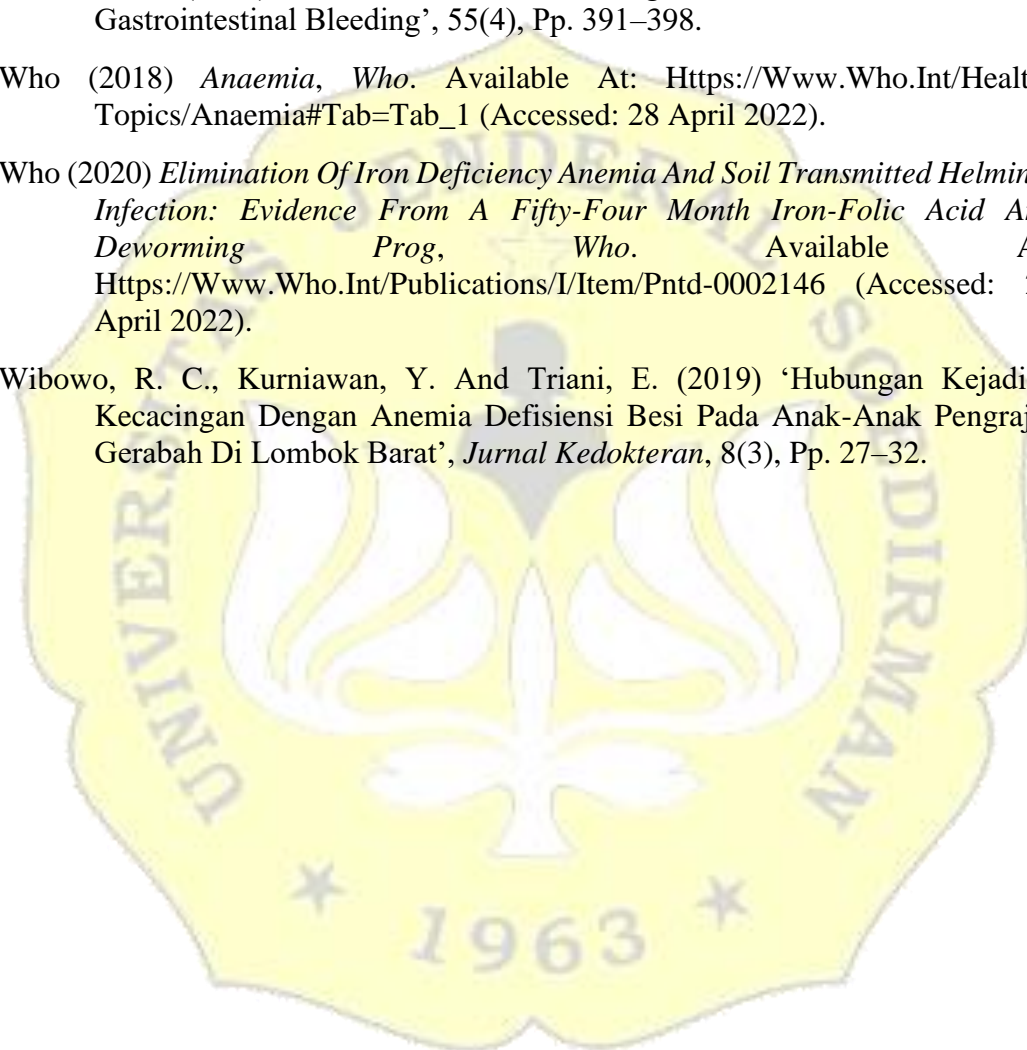 Gastrointestinal Bleeding’, 55(4), Pp. 391–398.
Who (2018) Anaemia, Who. Available At: Https://Www.Who.Int/Healt
Topics/Anaemia#Tab=Tab_1 (Accessed: 28 April 2022).
Who (2020) Elimination Of Iron Deficiency Anemia And Soil Transmitted Helmin
Infection: Evidence From A Fifty-Four Month Iron-Folic Acid
Deworming Prog, Who. Available
Https://Www.Who.Int/Publications/I/Item/Pntd-0002146 (Accessed:
April 2022).
Wibowo, R. C., Kurniawan, Y. And Triani, E. (2019) ‘Hubungan Kejadi
Kecacingan Dengan Anemia Defisiensi Besi Pada Anak-Anak Pengraj
Gerabah Di Lombok Barat’, Jurnal Kedokteran, 8(3), Pp. 27–32.
UNIVERSITAS JENDERAL SOEDIRMAN
1963